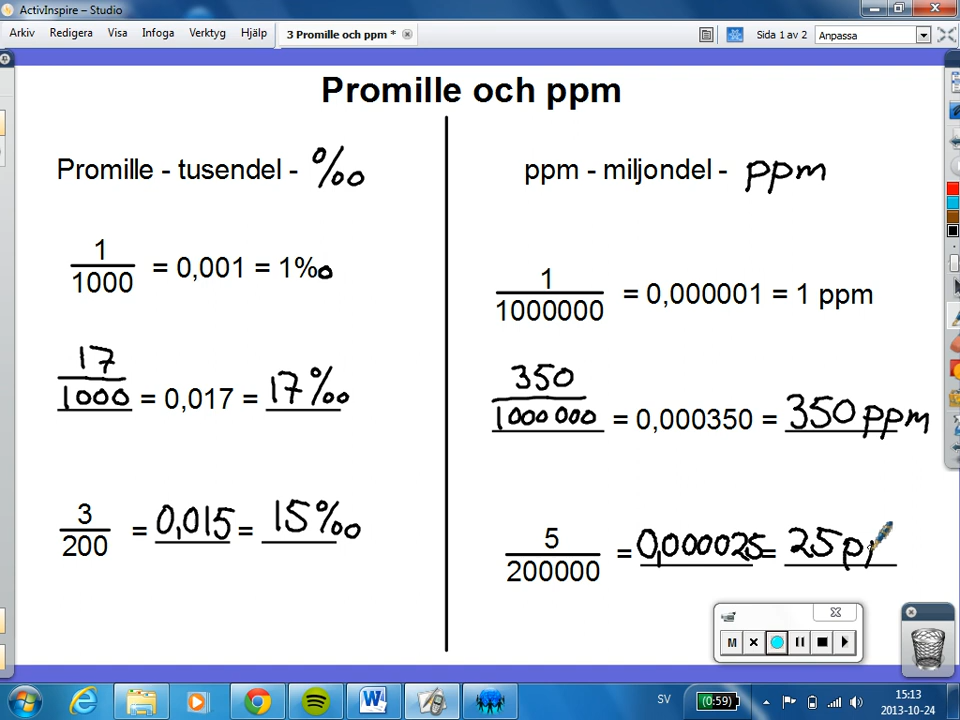 ActivInspire – Studio
Arkiv Redigera Visa Infoga Verktyg Hjälp
3 Promille och ppm *
Sida 1 av 2
Anpassa
Promille och ppm
Promille - tusendel - ‰
1
1000
= 0,001 = 1‰
17
1000
= 0,017 = 17‰
3
200
= 0,015 = 15‰
ppm - miljondel - ppm
1
1000000
= 0,000001 = 1 ppm
350
1000 000
= 0,000350 = 350 ppm
5
200000
= 0,000025 = 25 pp
M
SV
(0:59)
15:13
2013-10-24